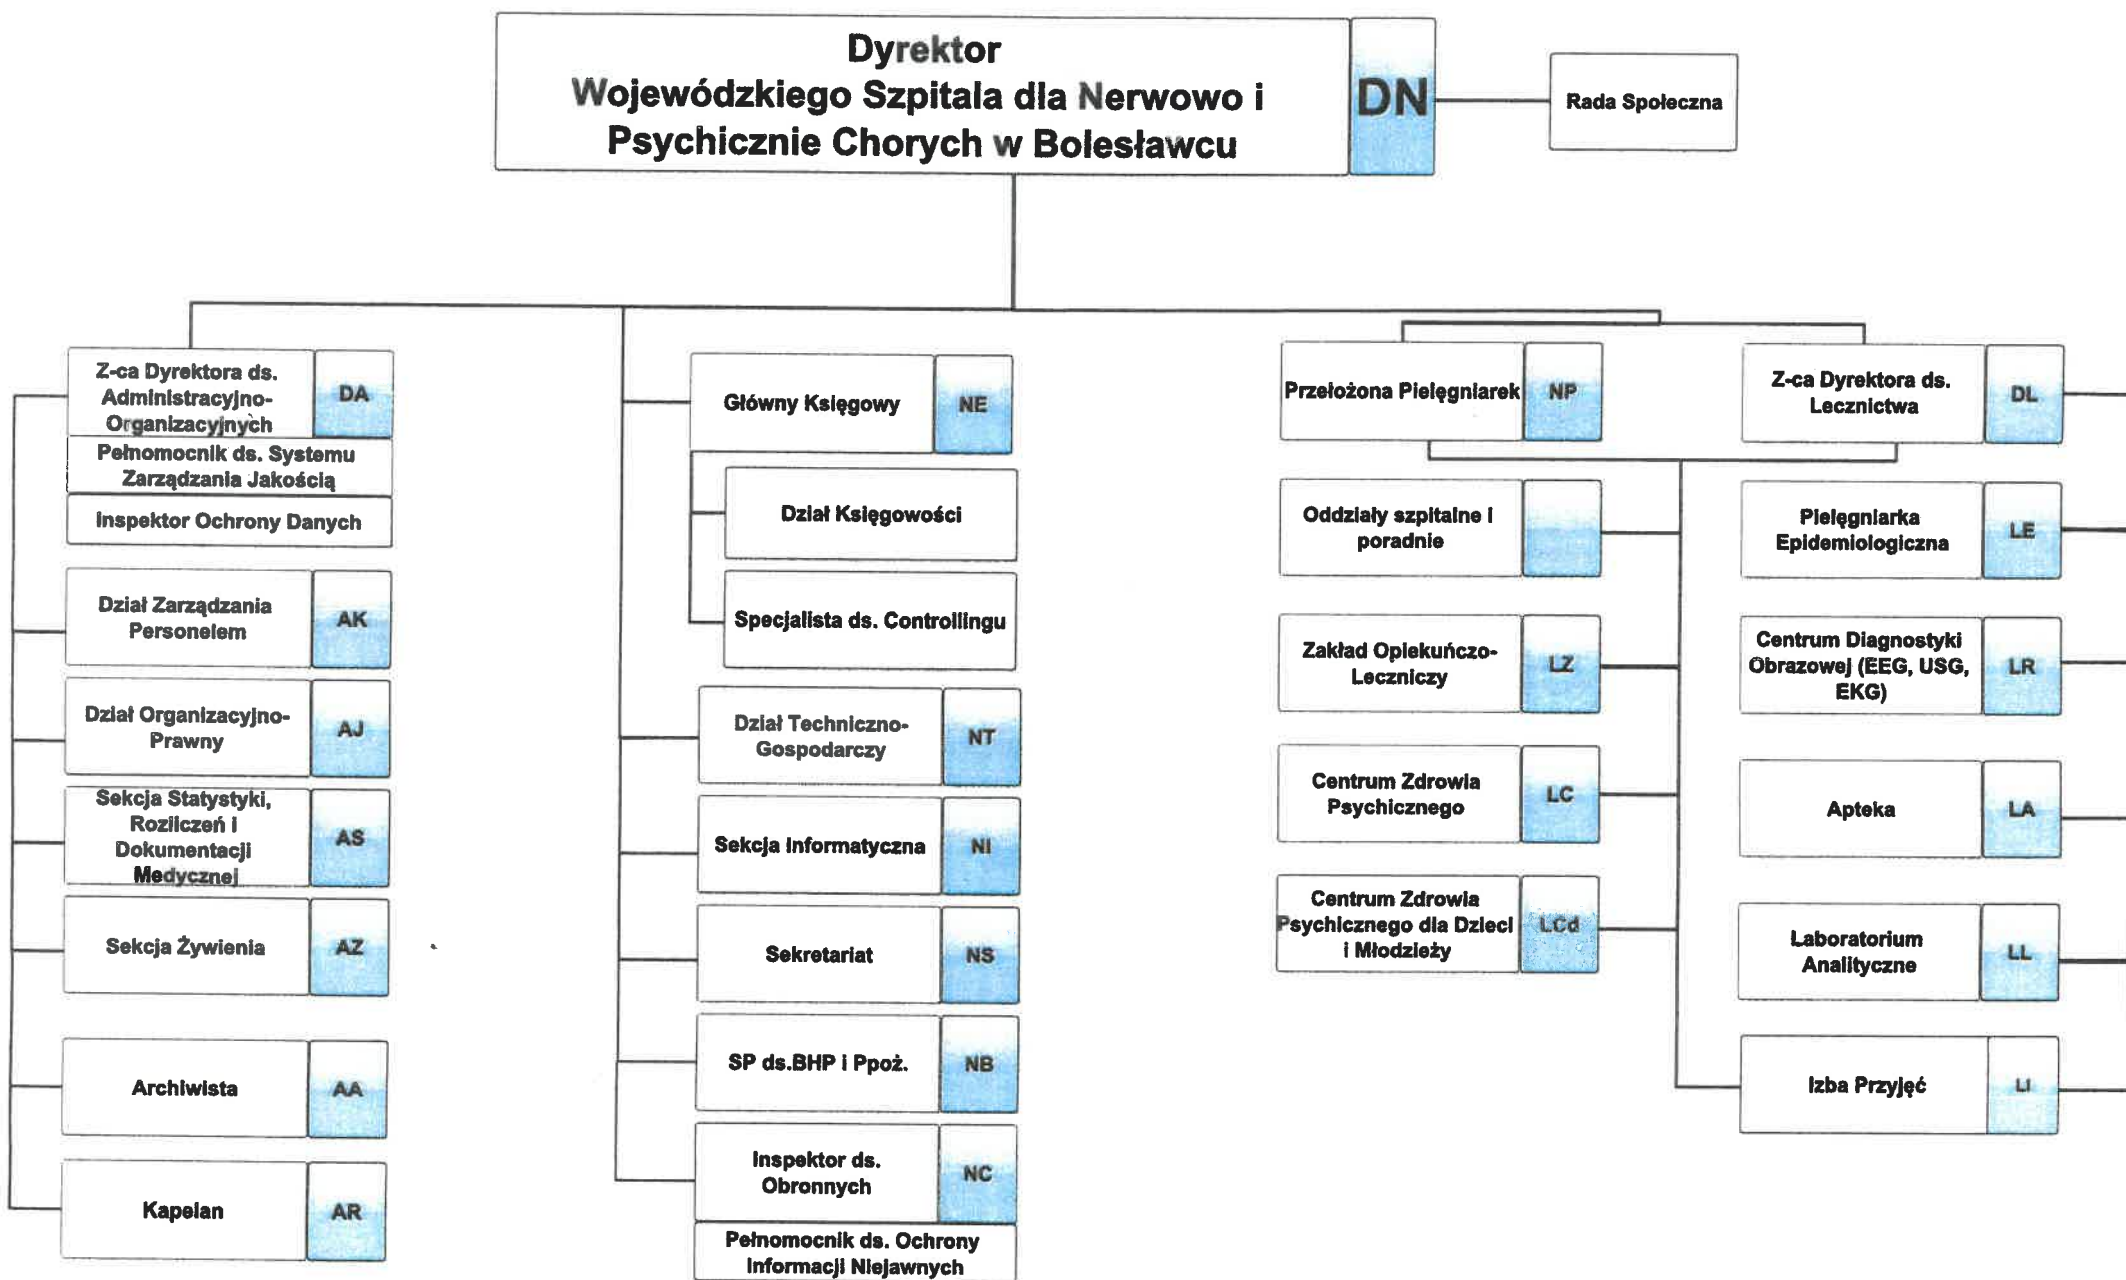 Dyrektor
Wojewódzkiego Szpitala dla Nerwowo i
Psychicznie Chorych w Bolesławcu
DN
Rada Społeczna
Z-ca Dyrektora ds.
Administracyjno-
Organizacyjnych
DA
Pełnomocnik ds. Systemu
Zarządzania Jakością
Inspektor Ochrony Danych
Dział Zarządzania
Personelem
AK
Dział Organizacyjno-
Prawny
AJ
Sekcja Statystyki,
Rozliczeń i
Dokumentacji
Medycznej
AS
Sekcja Żywienia
AZ
Archiwista
AA
Kapelan
AR
Główny Księgowy
NE
Dział Księgowości
Specjalista ds. Controllingu
Dział Techniczno-
Gospodarczy
NT
Sekcja Informatyczna
NI
Sekretariat
NS
SP ds.BHP i Ppoż.
NB
Inspektor ds.
Obronnych
NC
Pełnomocnik ds. Ochrony
Informacji Niejawnych
Przełożona Pielęgniarek
NP
Oddziały szpitalne i
poradnie
Zakład Opiekuńczo-
Leczniczy
LZ
Centrum Zdrowia
Psychicznego
LC
Centrum Zdrowia
Psychicznego dla Dzieci
i Młodzieży
LCd
Z-ca Dyrektora ds.
Lecznictwa
DL
Pielęgniarka
Epidemiologiczna
LE
Centrum Diagnostyki
Obrazowej (EEG, USG,
EKG)
LR
Apteka
LA
Laboratorium
Analityczne
LL
Izba Przyjęć
LI